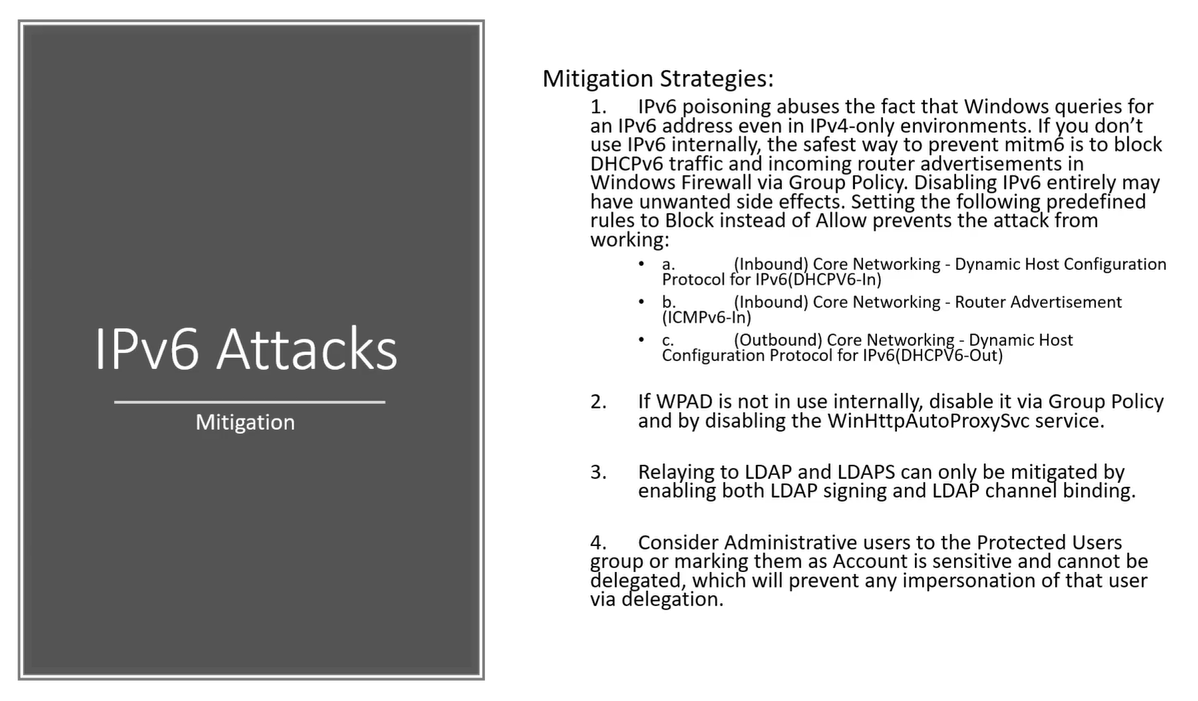 IPv6 Attacks
Mitigation
Mitigation Strategies:
1. IPv6 poisoning abuses the fact that Windows queries for
an IPv6 address even in IPv4-only environments. If you don’t
use IPv6 internally, the safest way to prevent mitm6 is to block
DHCPv6 traffic and incoming router advertisements in
Windows Firewall via Group Policy. Disabling IPv6 entirely may
have unwanted side effects. Setting the following predefined
rules to Block instead of Allow prevents the attack from
working:
• a. (Inbound) Core Networking - Dynamic Host Configuration
Protocol for IPv6(DHCPV6-In)
• b. (Inbound) Core Networking - Router Advertisement
(ICMPv6-In)
• c. (Outbound) Core Networking - Dynamic Host
Configuration Protocol for IPv6(DHCPV6-Out)
2. If WPAD is not in use internally, disable it via Group Policy
and by disabling the WinHttpAutoProxySvc service.
3. Relaying to LDAP and LDAPS can only be mitigated by
enabling both LDAP signing and LDAP channel binding.
4. Consider Administrative users to the Protected Users
group or marking them as Account is sensitive and cannot be
delegated, which will prevent any impersonation of that user
via delegation.